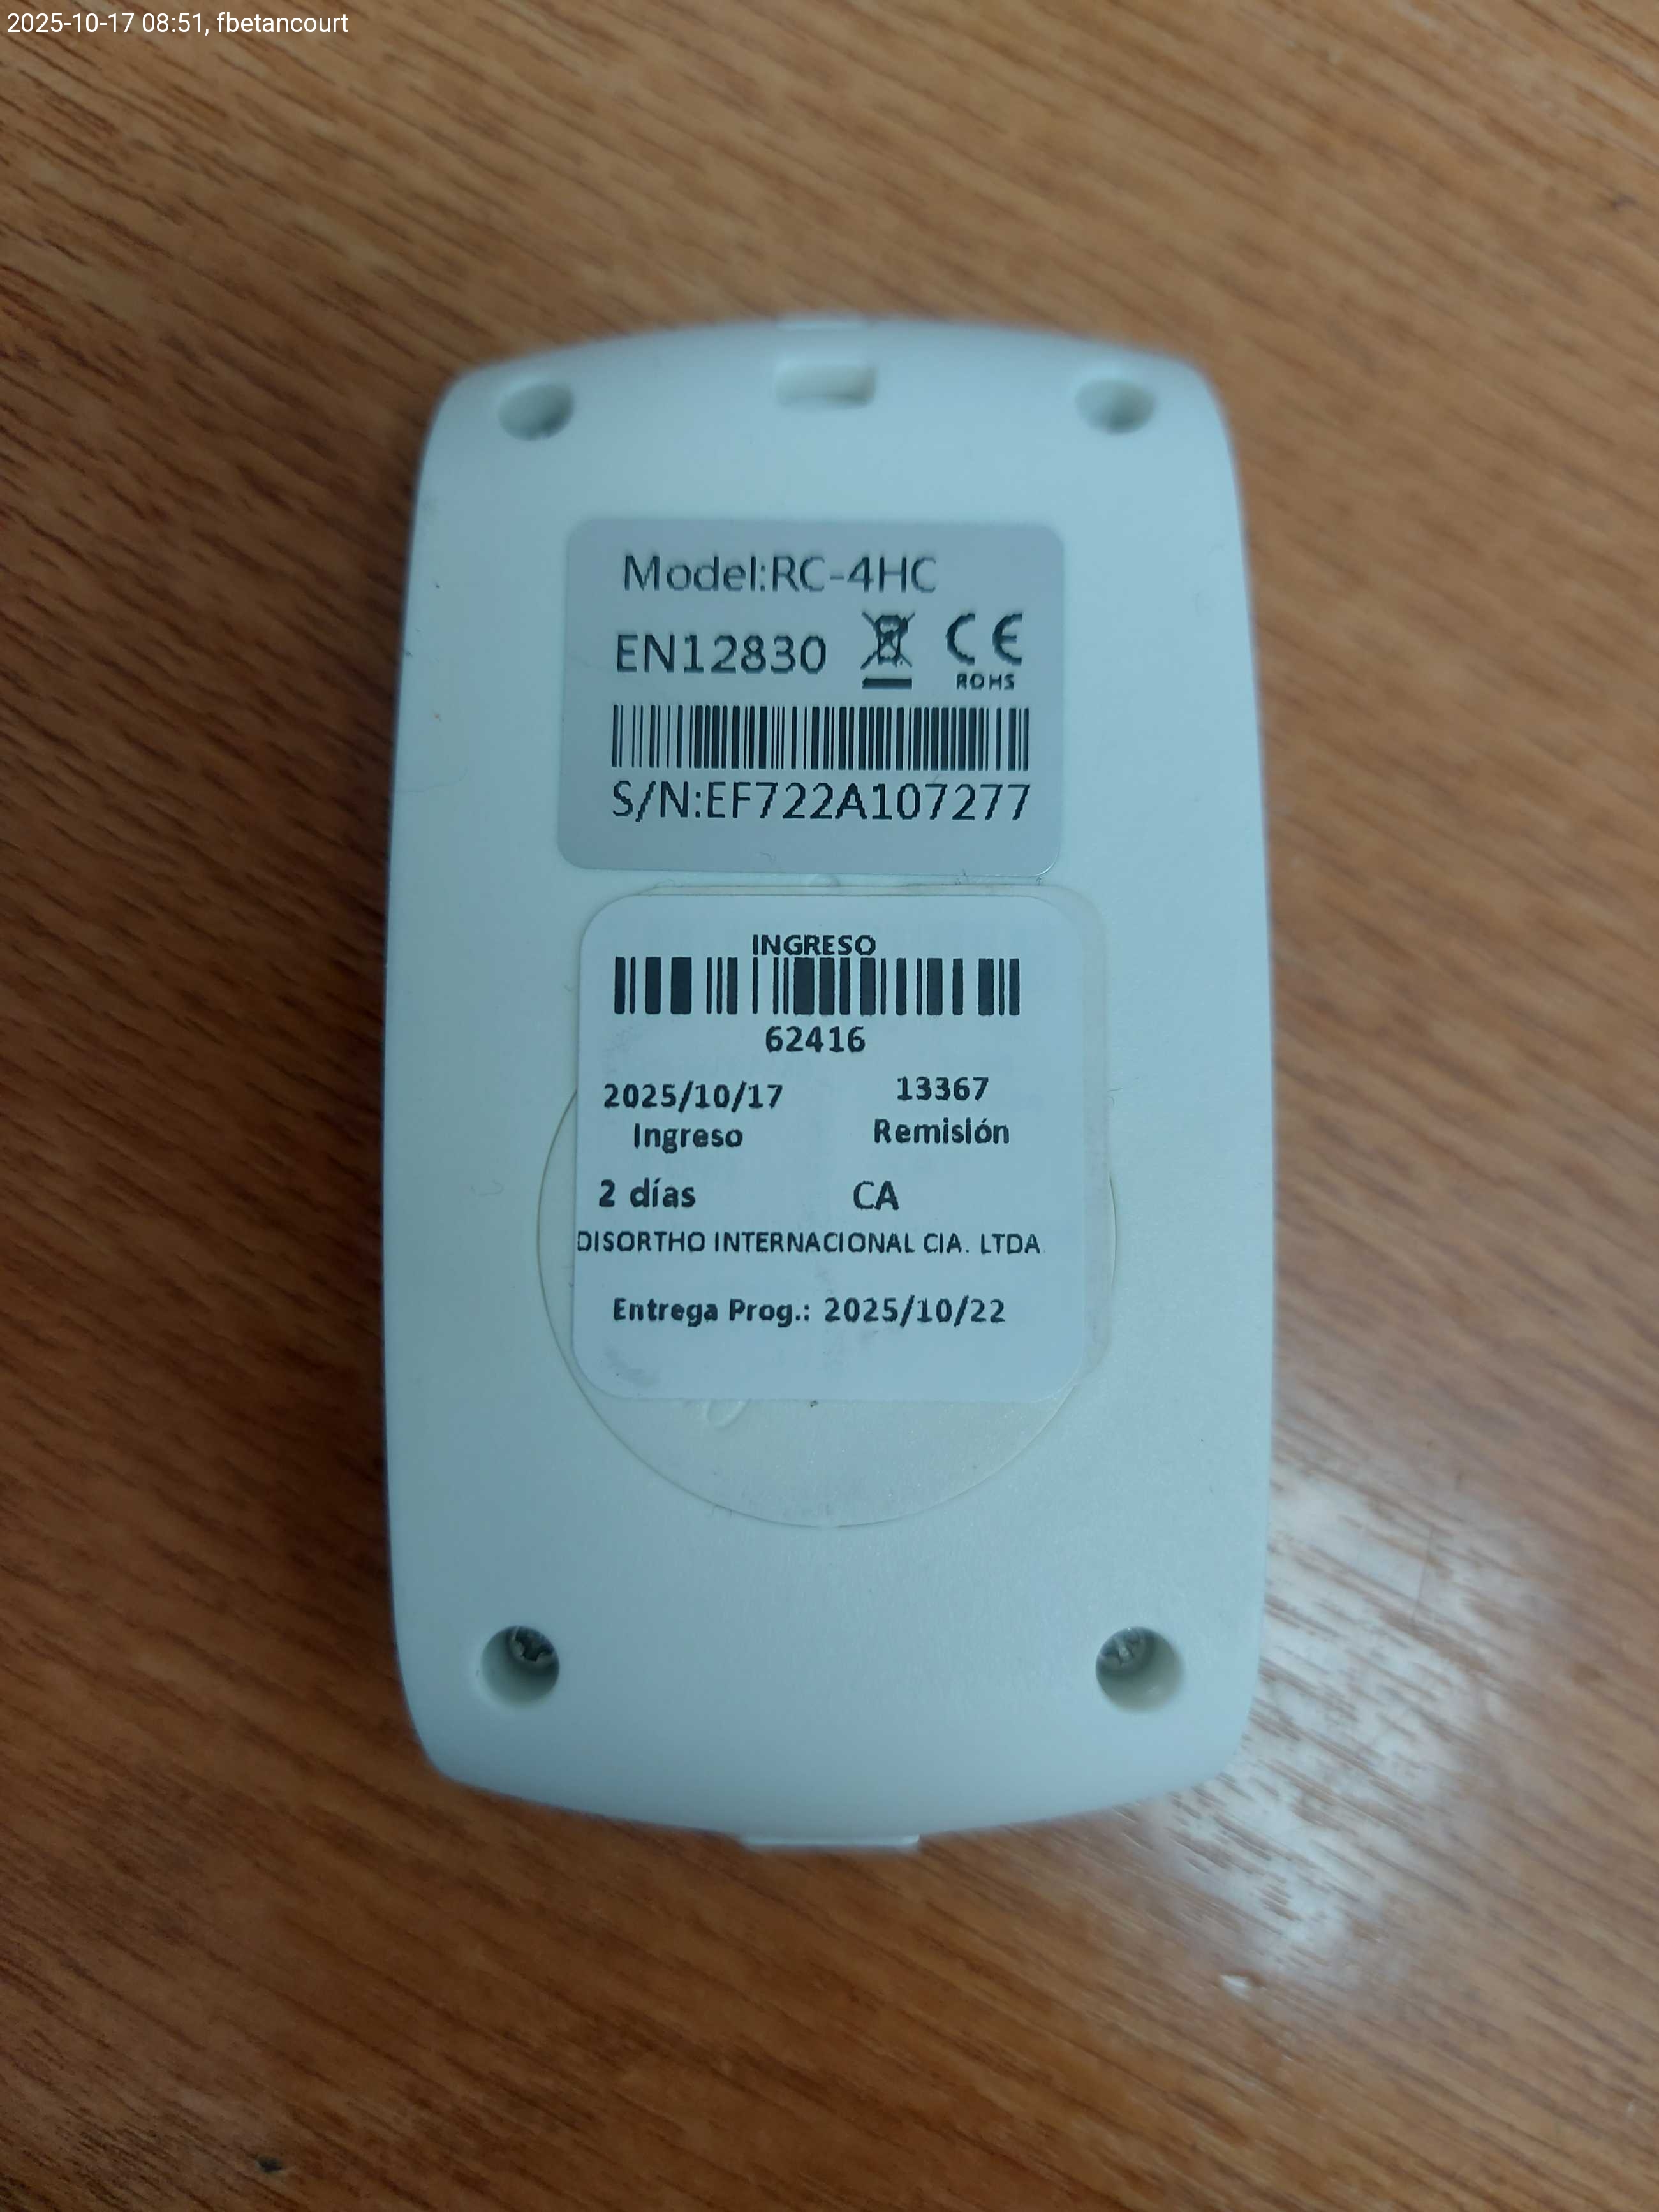 2025-10-17 08:51, fbetancourt
Model:RC-4HC
EN12830 CE
ROHS
S/N:EF722A107277
INGRESO
62416
2025/10/17 13367
Ingreso Remisión
2 días CA
DISORTHO INTERNACIONAL CIA. LTDA.
Entrega Prog.: 2025/10/22